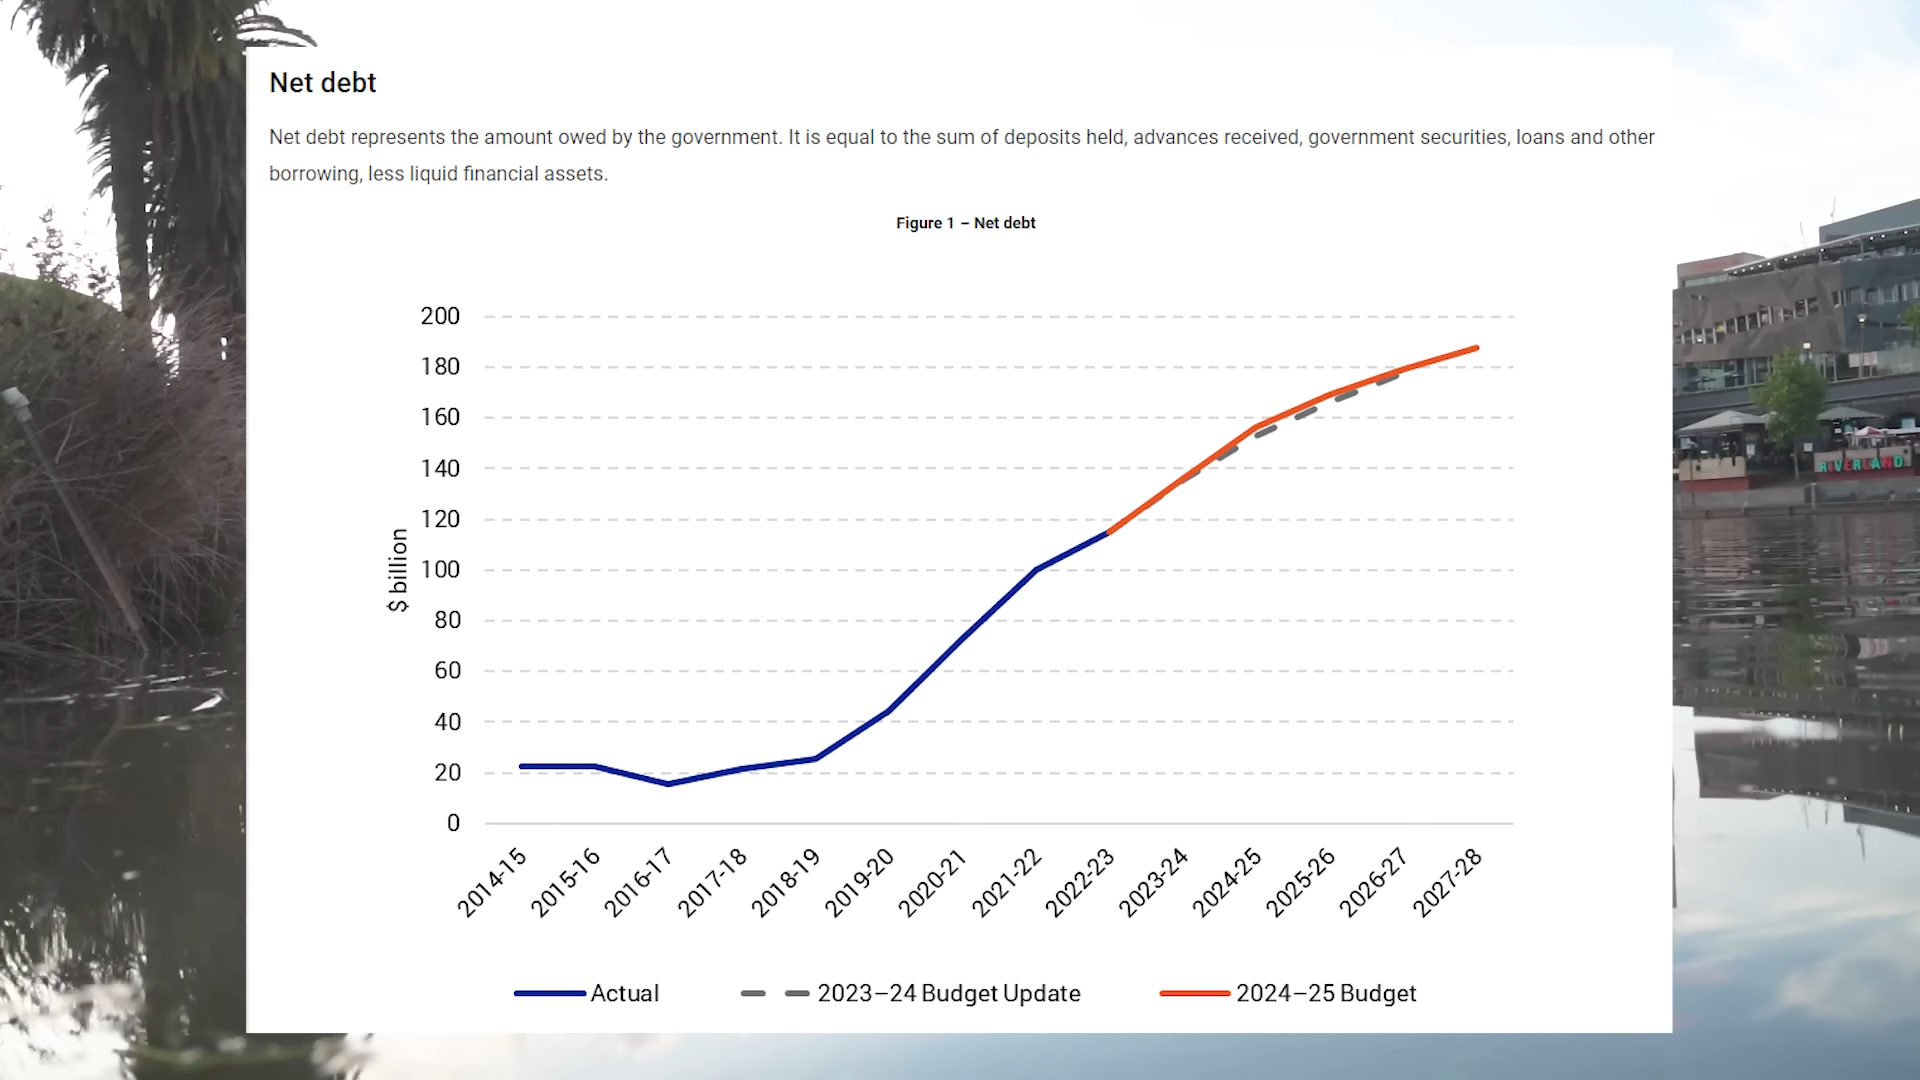 Net debt
Net debt represents the amount owed by the government. It is equal to the sum of deposits held, advances received, government securities, loans and other
borrowing, less liquid financial assets.
Figure 1 – Net debt
200
180
160
140
120
100
80
60
40
20
0
$ billion
2014-15
2015-16
2016-17
2017-18
2018-19
2019-20
2020-21
2021-22
2022-23
2023-24
2024-25
2025-26
2026-27
2027-28
Actual
2023–24 Budget Update
2024–25 Budget
RIVERLAND